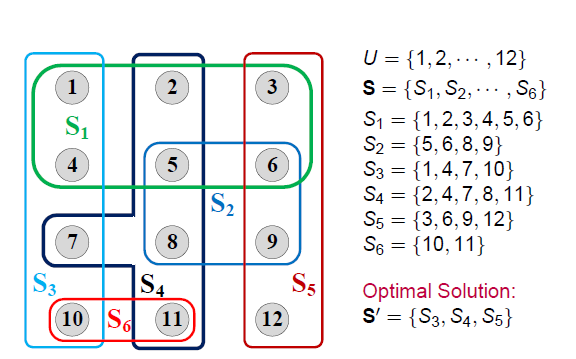 1 2 3
S1
4 5 6
S2
7 8 9
S3 S4 S5
10 S6 11 12
U = {1,2,··· ,12}
S = {S1,S2,··· ,S6}
S1 = {1,2,3,4,5,6}
S2 = {5,6,8,9}
S3 = {1,4,7,10}
S4 = {2,4,7,8,11}
S5 = {3,6,9,12}
S6 = {10,11}
Optimal Solution:
S′ = {S3,S4,S5}